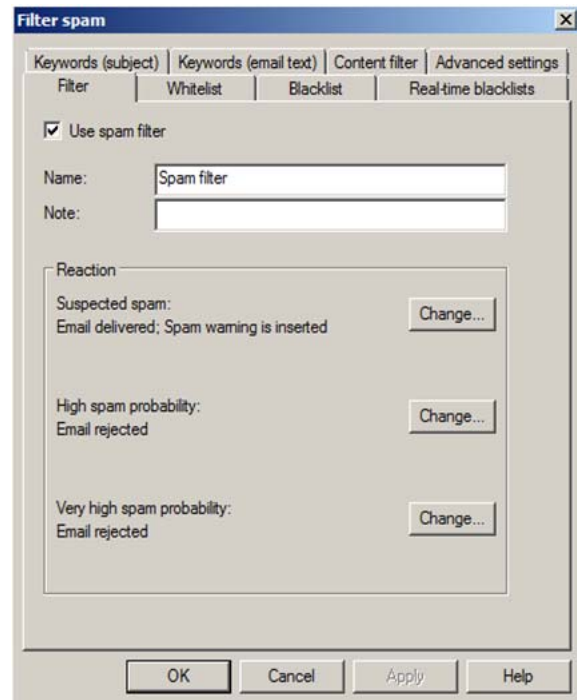 Filter spam
Keywords (subject) Keywords (email text) Content filter Advanced settings
Filter Whitelist Blacklist Real-time blacklists
Use spam filter
Name: Spam filter
Note:
Reaction
Suspected spam:
Email delivered; Spam warning is inserted
Change...
High spam probability:
Email rejected
Change...
Very high spam probability:
Email rejected
Change...
OK Cancel Apply Help